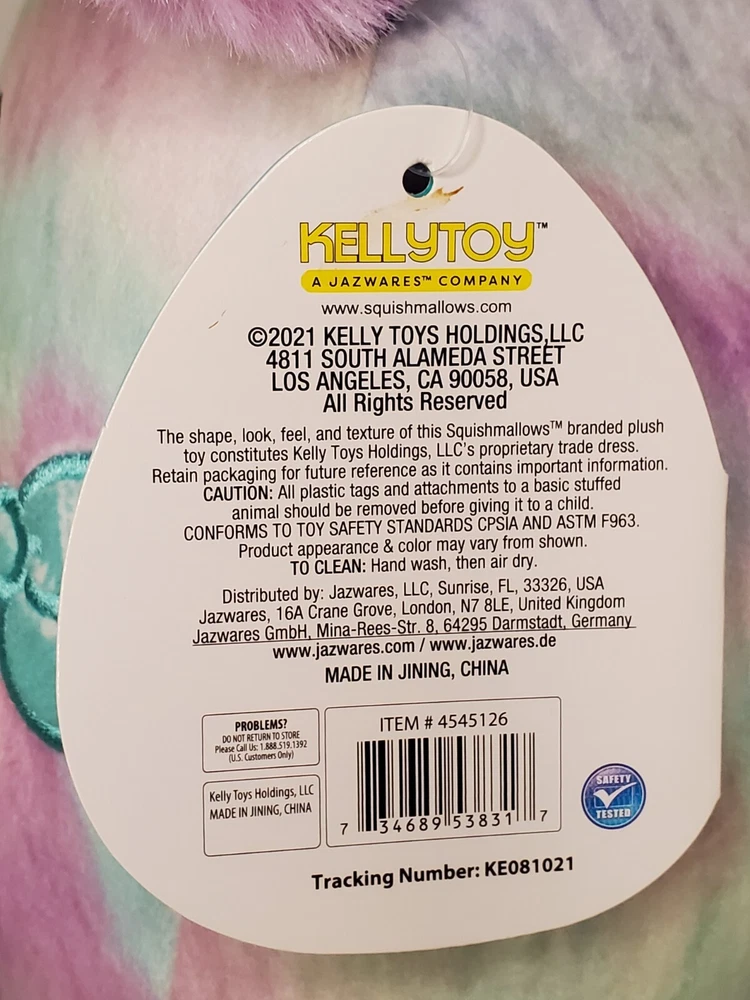 KELLYTOY™
A JAZWARES™ COMPANY
www.squishmallows.com
©2021 KELLY TOYS HOLDINGS,LLC
4811 SOUTH ALAMEDA STREET
LOS ANGELES, CA 90058, USA
All Rights Reserved
The shape, look, feel, and texture of this Squishmallows™ branded plush
toy constitutes Kelly Toys Holdings, LLC's proprietary trade dress.
Retain packaging for future reference as it contains important information.
CAUTION: All plastic tags and attachments to a basic stuffed
animal should be removed before giving it to a child.
CONFORMS TO TOY SAFETY STANDARDS CPSIA AND ASTM F963.
Product appearance & color may vary from shown.
TO CLEAN: Hand wash, then air dry.
Distributed by: Jazwares, LLC, Sunrise, FL, 33326, USA
Jazwares, 16A Crane Grove, London, N7 8LE, United Kingdom
Jazwares GmbH, Mina-Rees-Str. 8, 64295 Darmstadt, Germany
www.jazwares.com / www.jazwares.de
MADE IN JINING, CHINA
PROBLEMS?
DO NOT RETURN TO STORE
Please Call Us: 1.888.519.1392
(U.S. Customers Only)
Kelly Toys Holdings, LLC
MADE IN JINING, CHINA
ITEM # 4545126
7 34689 53831 7
SAFETY
TESTED
Tracking Number: KE081021